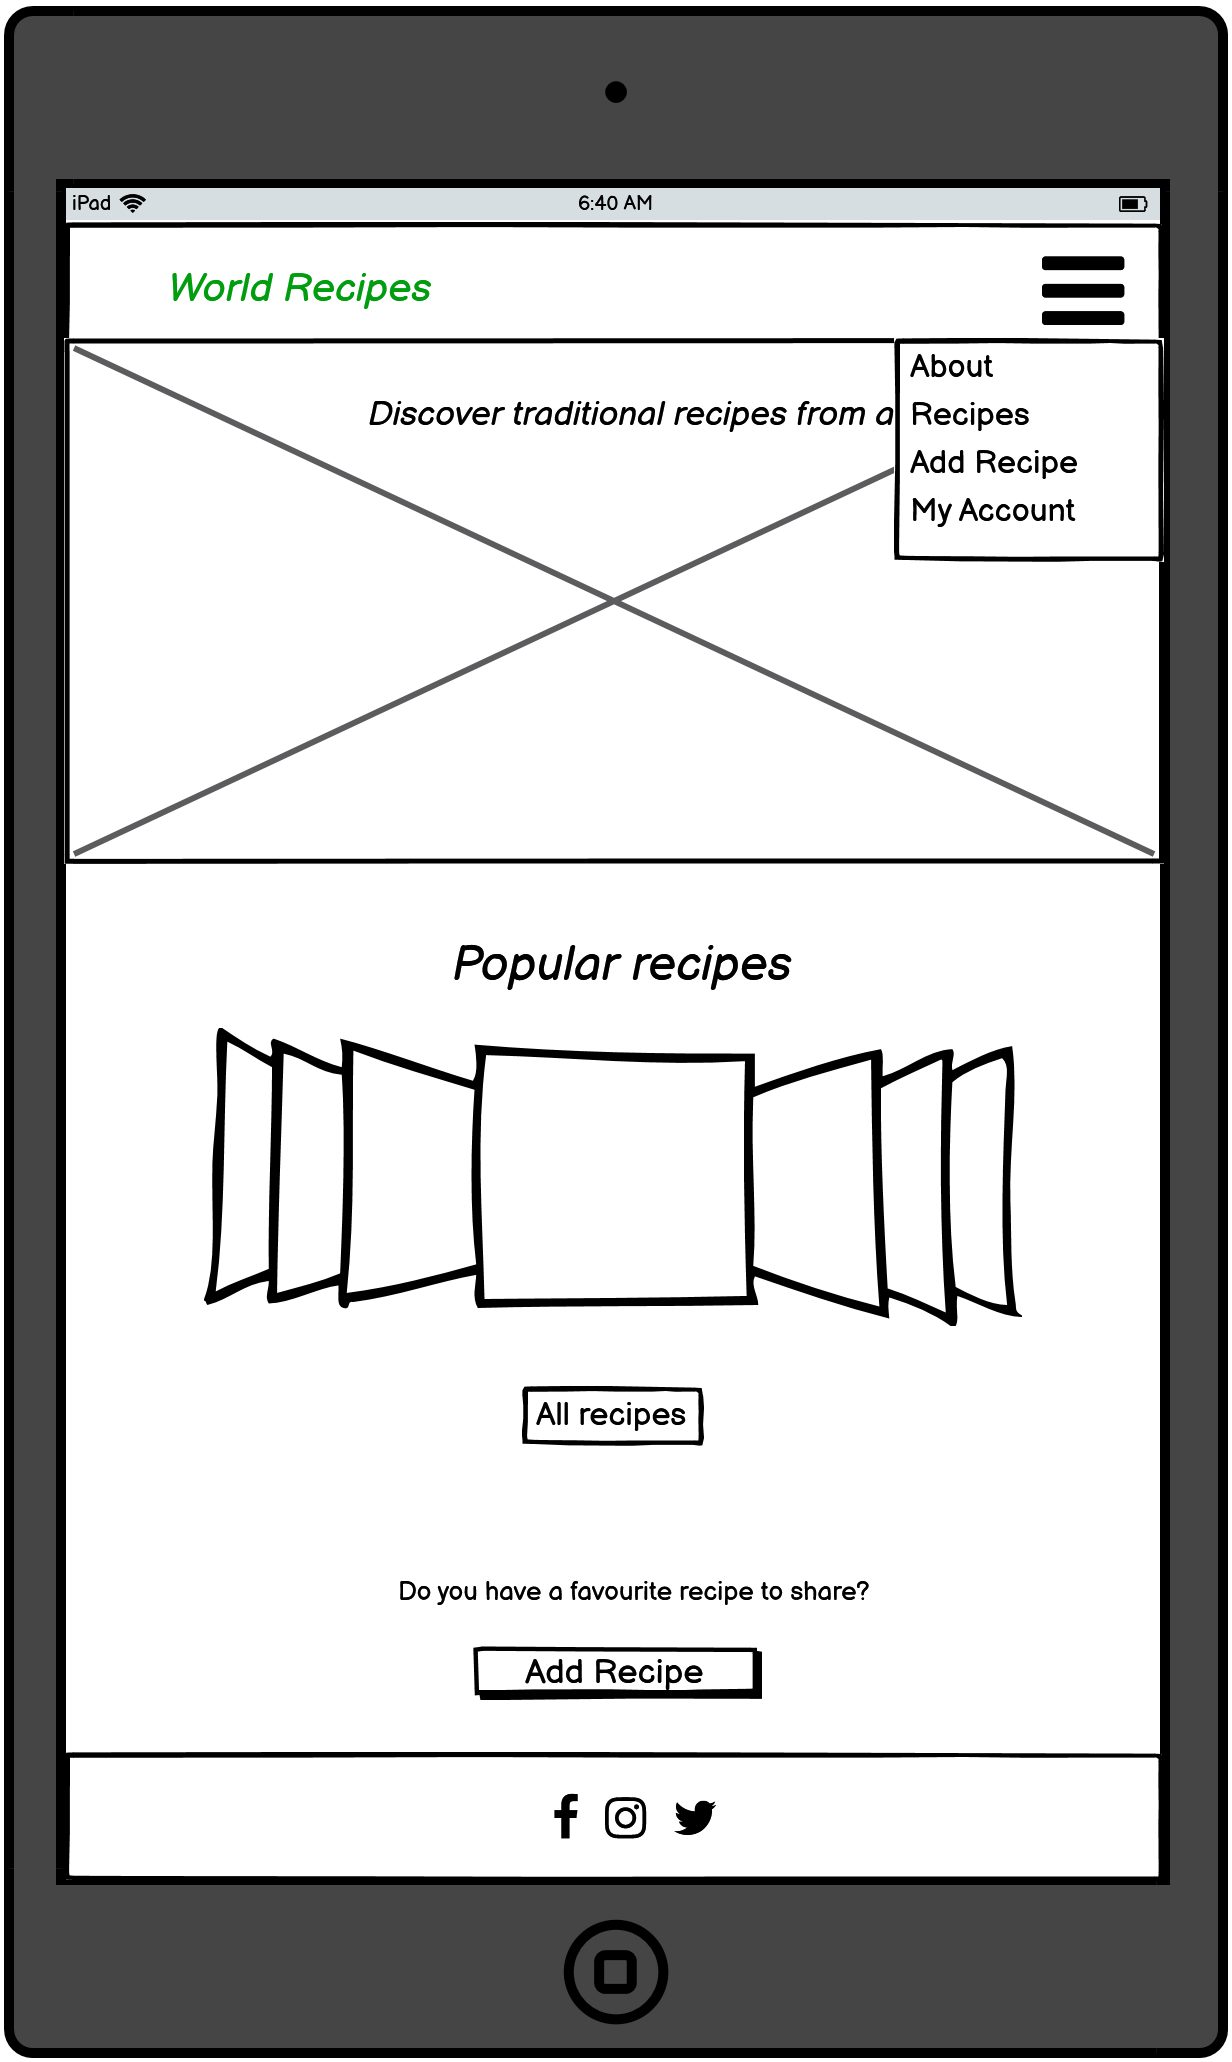 iPad 6:40 AM
World Recipes
About
Discover traditional recipes from a
Recipes
Add Recipe
My Account
Popular recipes
All recipes
Do you have a favourite recipe to share?
Add Recipe